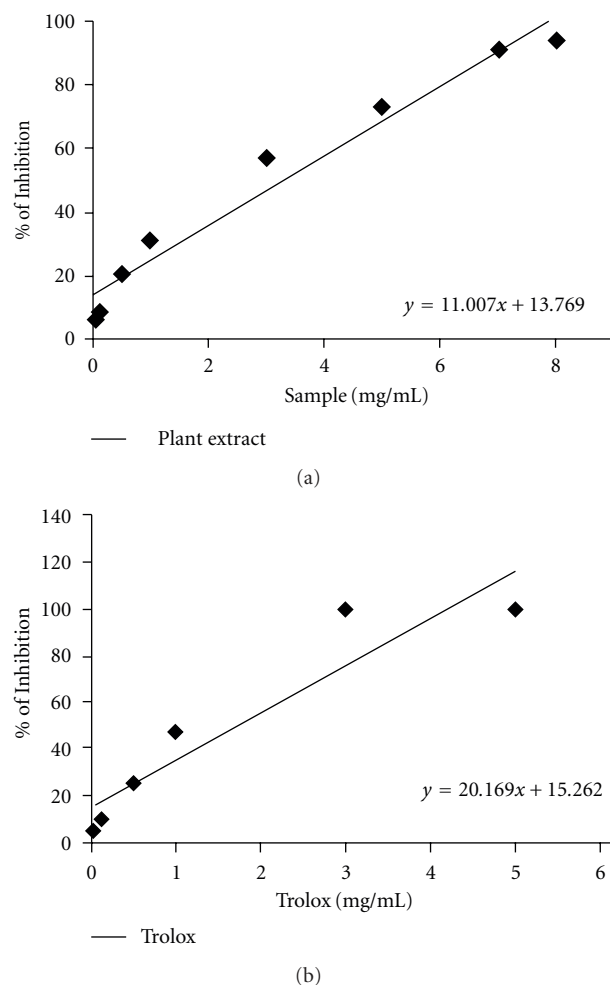 100
80
60
40
20
0
% of Inhibition
y = 11.007x + 13.769
0 2 4 6 8
Sample (mg/mL)
Plant extract
(a)
140
120
100
80
60
40
20
0
% of Inhibition
y = 20.169x + 15.262
0 1 2 3 4 5 6
Trolox (mg/mL)
Trolox
(b)